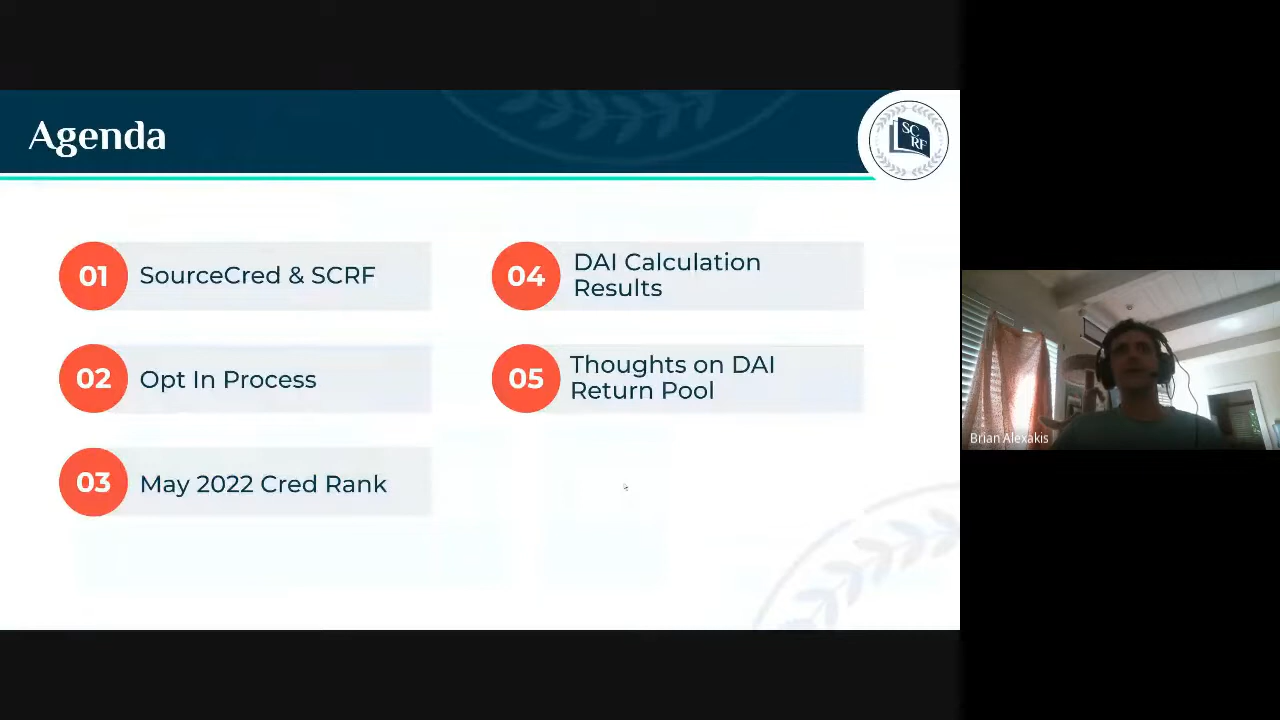 Agenda
SC
RF
01
SourceCred & SCRF
02
Opt In Process
03
May 2022 Cred Rank
04
DAI Calculation
Results
05
Thoughts on DAI
Return Pool
Brian Alexakis